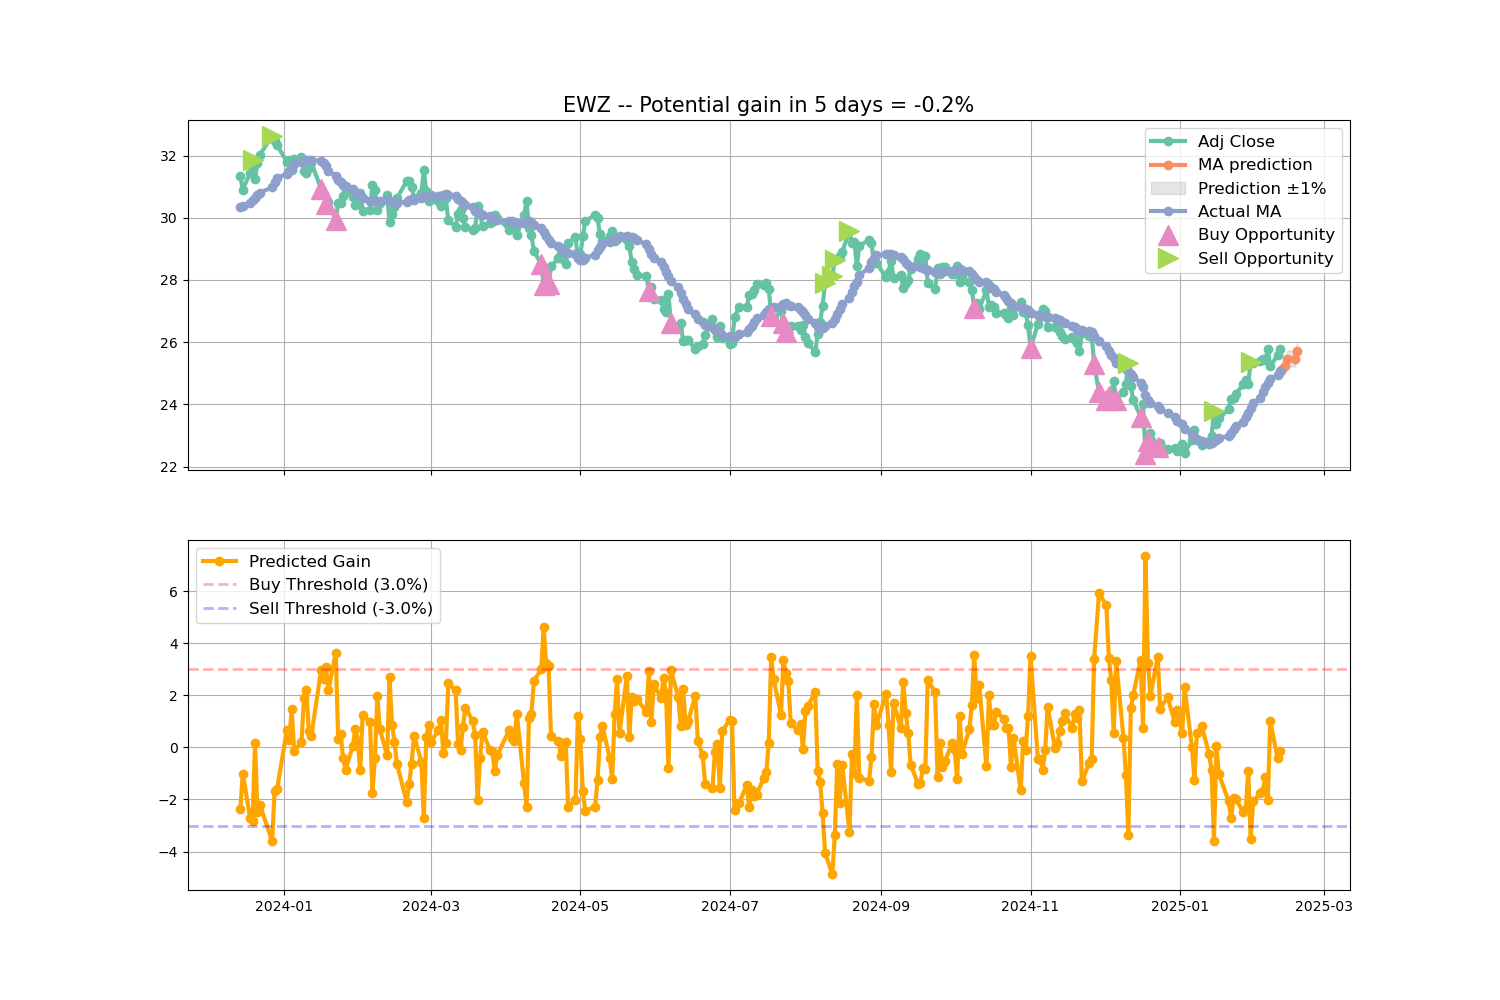 EWZ -- Potential gain in 5 days = -0.2%
32
30
28
26
24
22
Adj Close
MA prediction
Prediction ±1%
Actual MA
Buy Opportunity
Sell Opportunity
6
4
2
0
−2
−4
Predicted Gain
Buy Threshold (3.0%)
Sell Threshold (-3.0%)
2024-01 2024-03 2024-05 2024-07 2024-09 2024-11 2025-01 2025-03